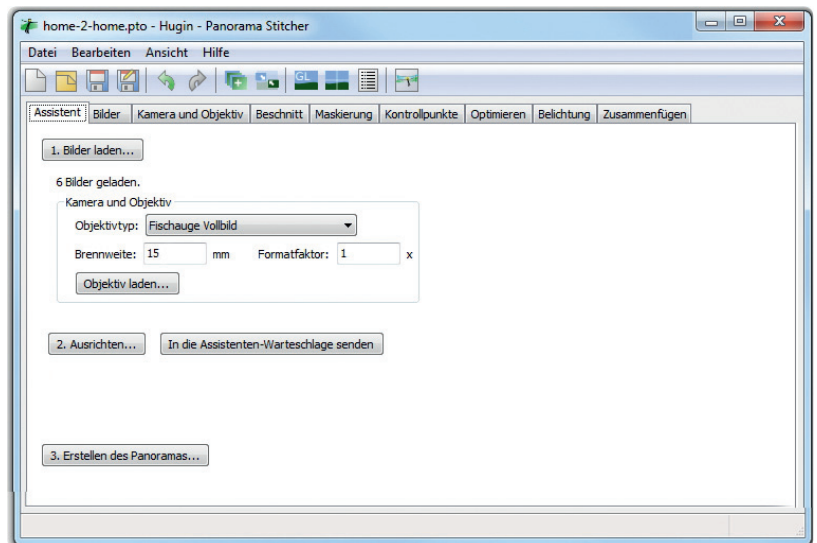 home-2-home.pto - Hugin - Panorama Stitcher
Datei Bearbeiten Ansicht Hilfe
GL
Assistent Bilder Kamera und Objektiv Beschnitt Maskierung Kontrollpunkte Optimieren Belichtung Zusammenfügen
1. Bilder laden...
6 Bilder geladen.
Kamera und Objektiv
Objektivtyp: Fischauge Vollbild
Brennweite: 15 mm Formatfaktor: 1 x
Objektiv laden...
2. Ausrichten... In die Assistenten-Warteschlage senden
3. Erstellen des Panoramas...